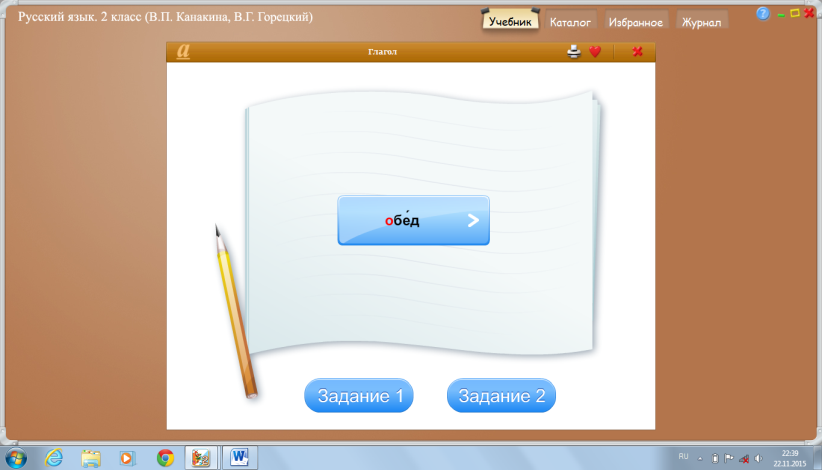 Русский язык. 2 класс (В.П. Канакина, В.Г. Горецкий)
Учебник Каталог Избранное Журнал
?
а Глагол
обе́д
Задание 1 Задание 2
RU
22:39
22.11.2015